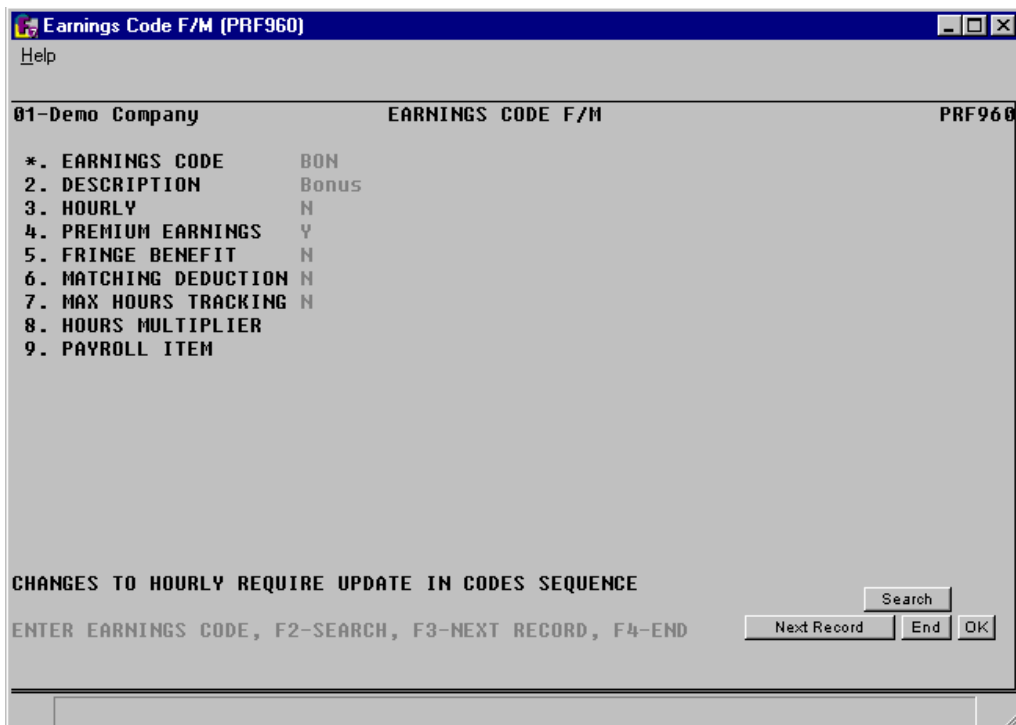 Earnings Code F/M (PRF960)
Help
01-Demo Company EARNINGS CODE F/M PRF960
*. EARNINGS CODE BON
2. DESCRIPTION Bonus
3. HOURLY N
4. PREMIUM EARNINGS Y
5. FRINGE BENEFIT N
6. MATCHING DEDUCTION N
7. MAX HOURS TRACKING N
8. HOURS MULTIPLIER
9. PAYROLL ITEM
CHANGES TO HOURLY REQUIRE UPDATE IN CODES SEQUENCE
Search
ENTER EARNINGS CODE, F2-SEARCH, F3-NEXT RECORD, F4-END Next Record End OK